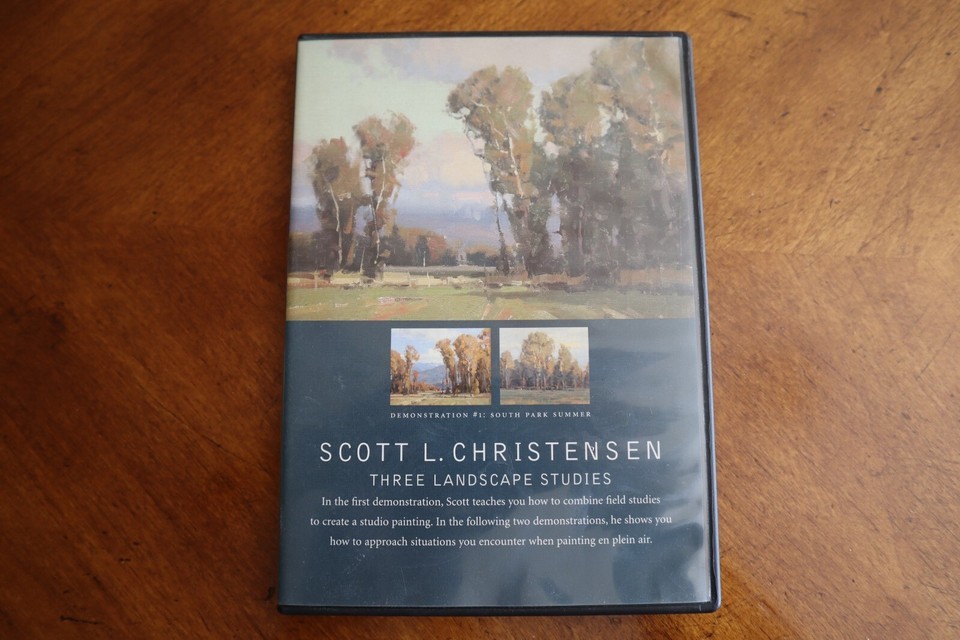 DEMONSTRATION #1: SOUTH PARK SUMMER
SCOTT L. CHRISTENSEN
THREE LANDSCAPE STUDIES
In the first demonstration, Scott teaches you how to combine field studies
to create a studio painting. In the following two demonstrations, he shows you
how to approach situations you encounter when painting en plein air.